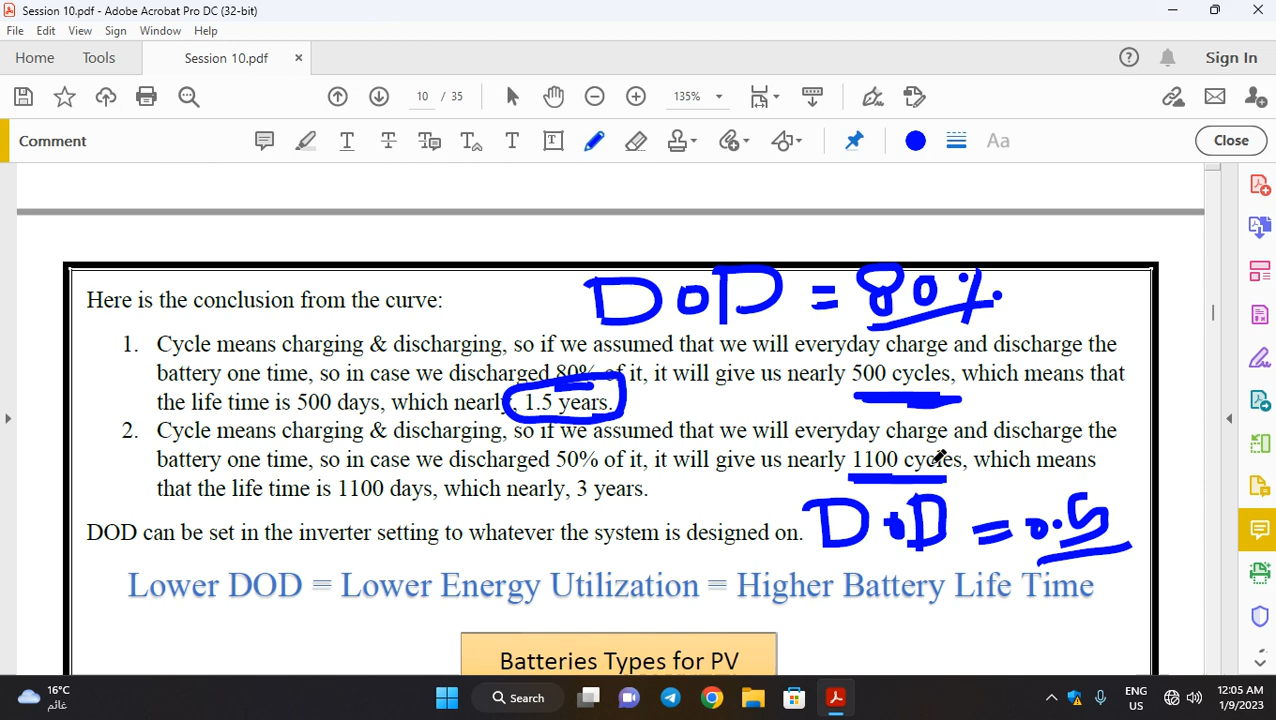 Session 10.pdf - Adobe Acrobat Pro DC (32-bit)
File Edit View Sign Window Help
Home Tools Session 10.pdf × Sign In
10 / 35 135%
Comment Aa Close
DOD = 80%
Here is the conclusion from the curve:
1. Cycle means charging & discharging, so if we assumed that we will everyday charge and discharge the
battery one time, so in case we discharged 80% of it, it will give us nearly 500 cycles, which means that
the life time is 500 days, which nearly, 1.5 years.
2. Cycle means charging & discharging, so if we assumed that we will everyday charge and discharge the
battery one time, so in case we discharged 50% of it, it will give us nearly 1100 cycles, which means
that the life time is 1100 days, which nearly, 3 years.
DOD can be set in the inverter setting to whatever the system is designed on.
DOD = 0.5
Lower DOD = Lower Energy Utilization = Higher Battery Life Time
Batteries Types for PV
16°C
غائم
Search
ENG
US
12:05 AM
1/9/2023